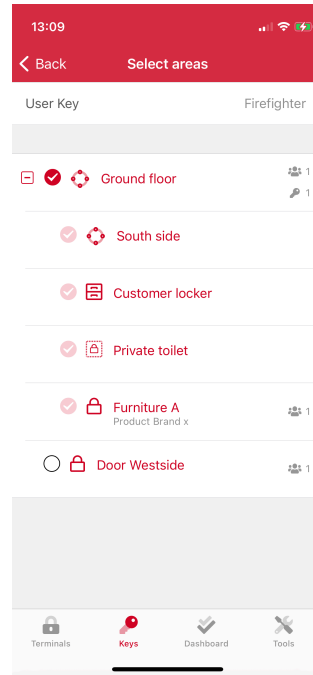 13:09
Back
Select areas
User Key
Firefighter
Ground floor
1
1
South side
Customer locker
Private toilet
Furniture A
1
Product Brand x
Door Westside
1
Terminals
Keys
Dashboard
Tools